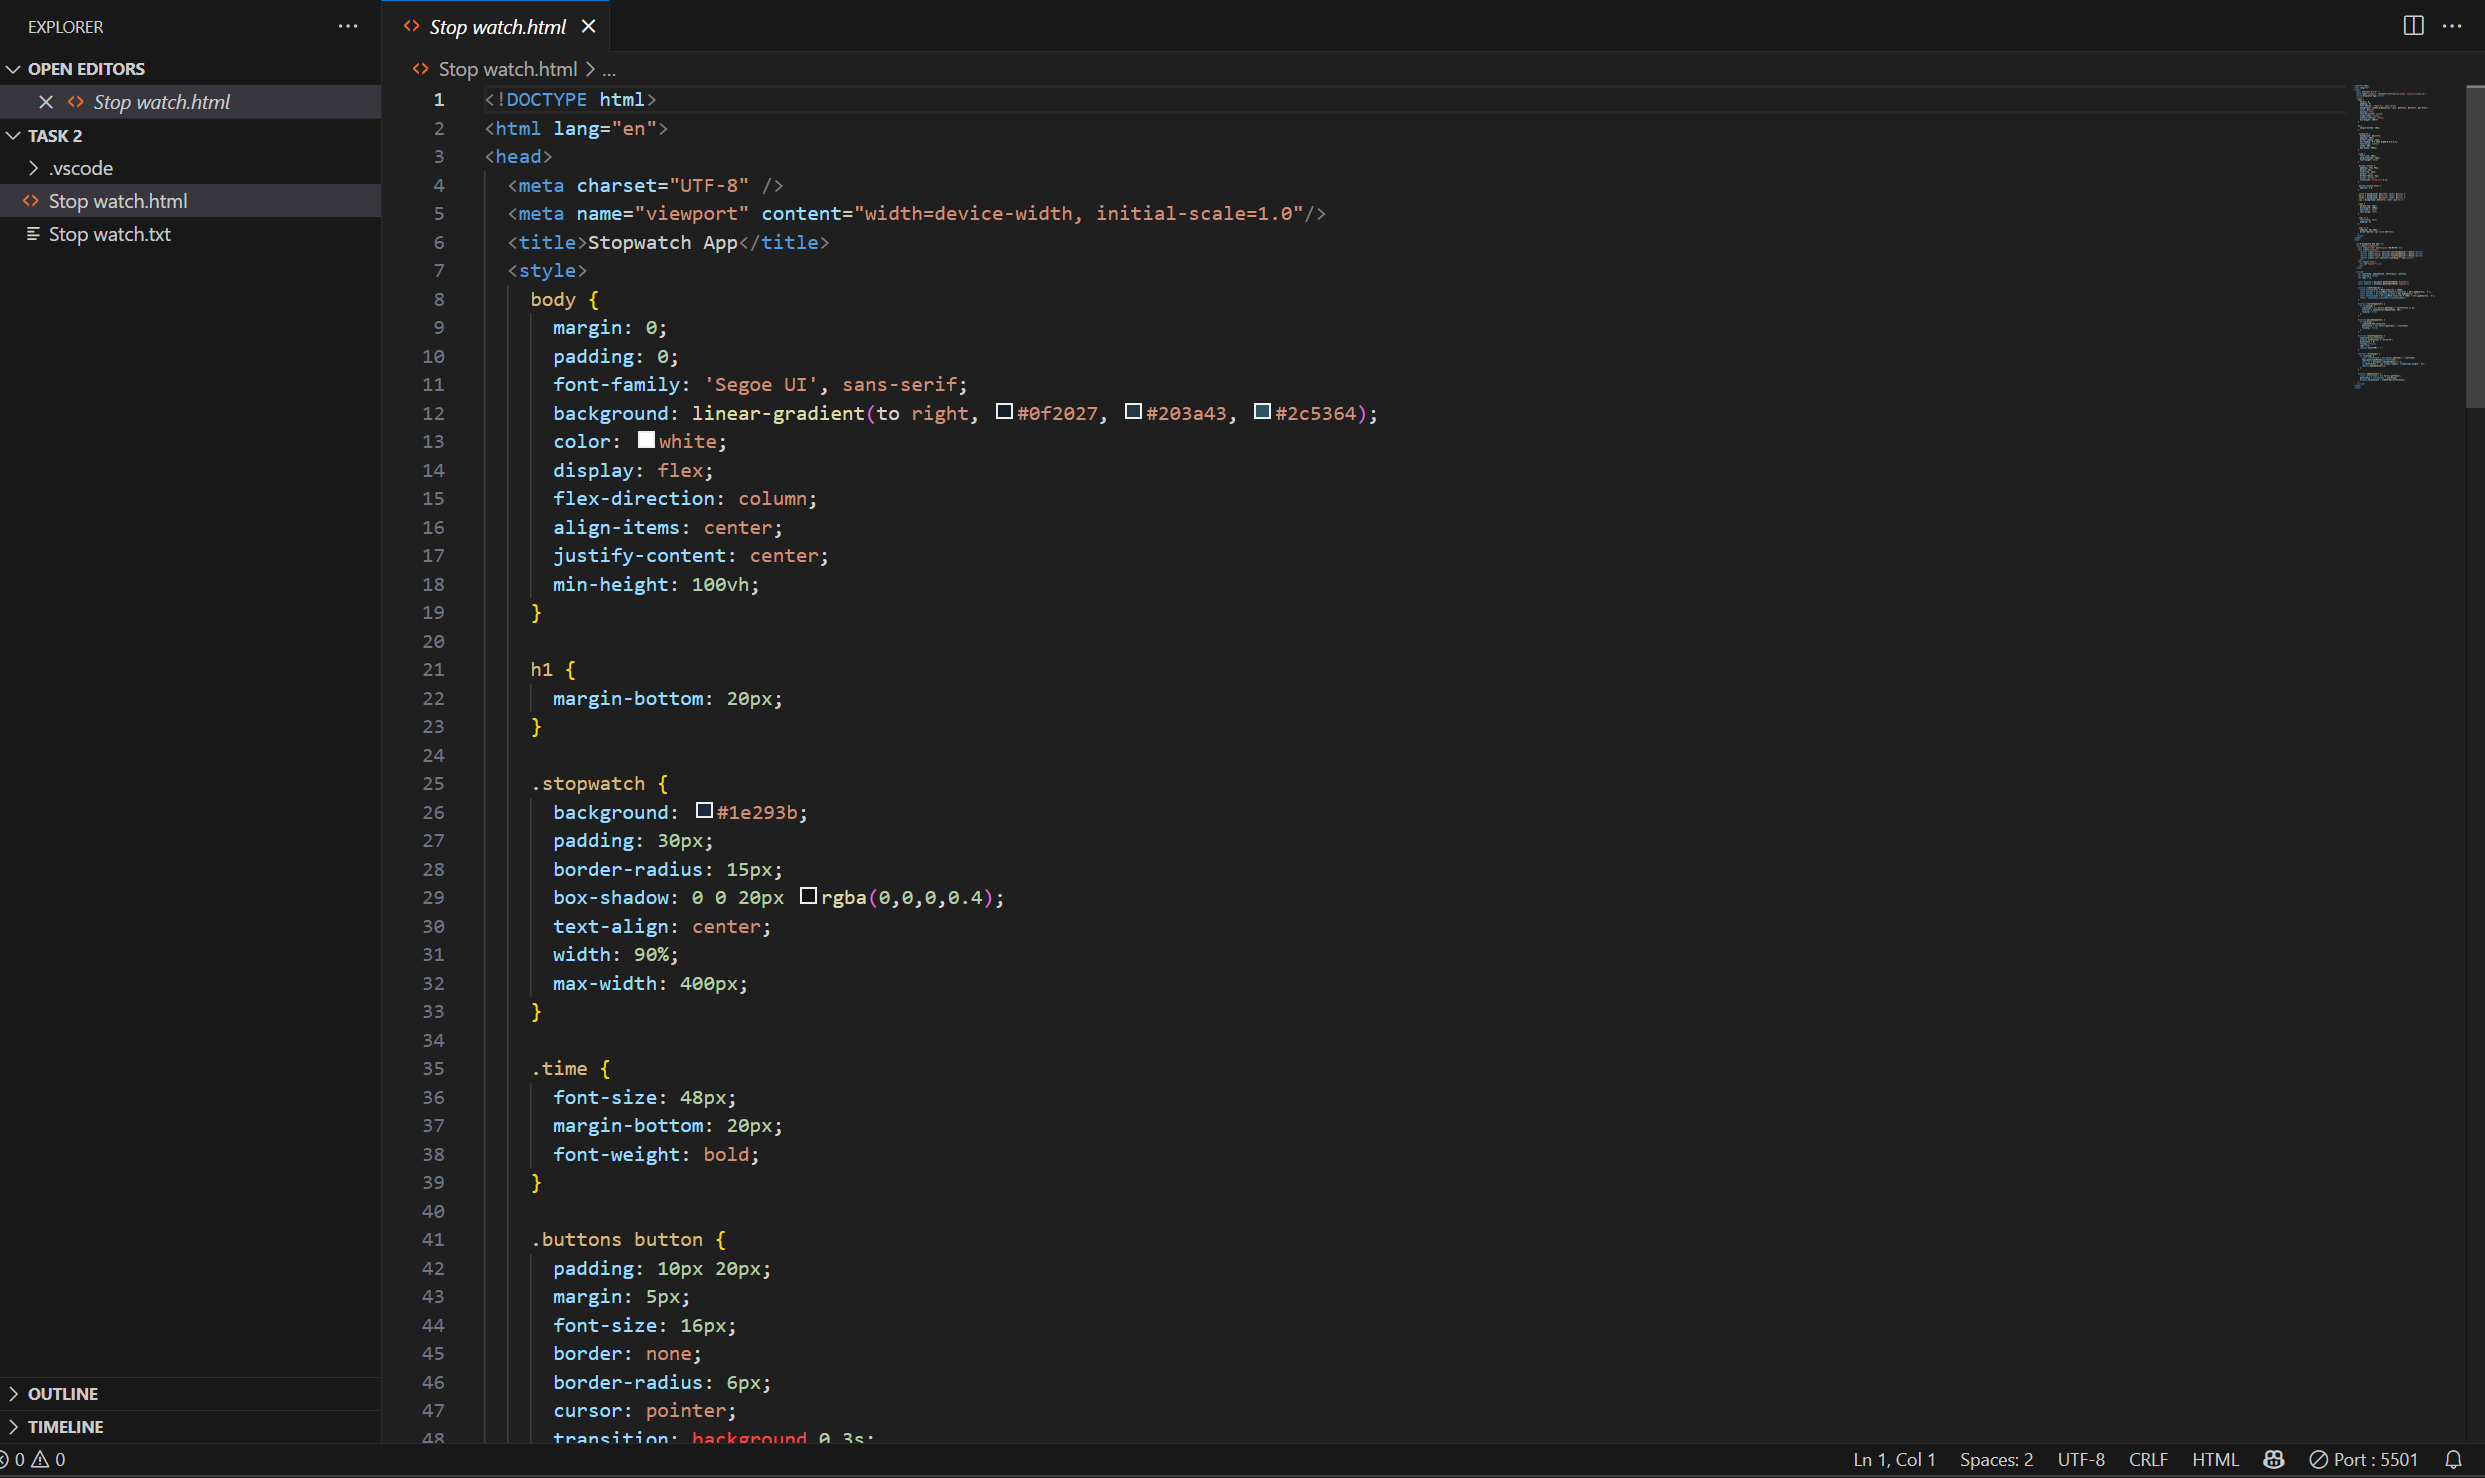 EXPLORER
OPEN EDITORS
Stop watch.html
TASK 2
.vscode
Stop watch.html
Stop watch.txt
OUTLINE
TIMELINE
Stop watch.html
Stop watch.html > ...
1 <!DOCTYPE html>
2 <html lang="en">
3 <head>
4 <meta charset="UTF-8" />
5 <meta name="viewport" content="width=device-width, initial-scale=1.0"/>
6 <title>Stopwatch App</title>
7 <style>
8 body {
9 margin: 0;
10 padding: 0;
11 font-family: 'Segoe UI', sans-serif;
12 background: linear-gradient(to right, #0f2027, #203a43, #2c5364);
13 color: white;
14 display: flex;
15 flex-direction: column;
16 align-items: center;
17 justify-content: center;
18 min-height: 100vh;
19 }
20
21 h1 {
22 margin-bottom: 20px;
23 }
24
25 .stopwatch {
26 background: #1e293b;
27 padding: 30px;
28 border-radius: 15px;
29 box-shadow: 0 0 20px rgba(0,0,0,0.4);
30 text-align: center;
31 width: 90%;
32 max-width: 400px;
33 }
34
35 .time {
36 font-size: 48px;
37 margin-bottom: 20px;
38 font-weight: bold;
39 }
40
41 .buttons button {
42 padding: 10px 20px;
43 margin: 5px;
44 font-size: 16px;
45 border: none;
46 border-radius: 6px;
47 cursor: pointer;
48 transition: background 0.3s;
0 0
Ln 1, Col 1 Spaces: 2 UTF-8 CRLF HTML Port : 5501